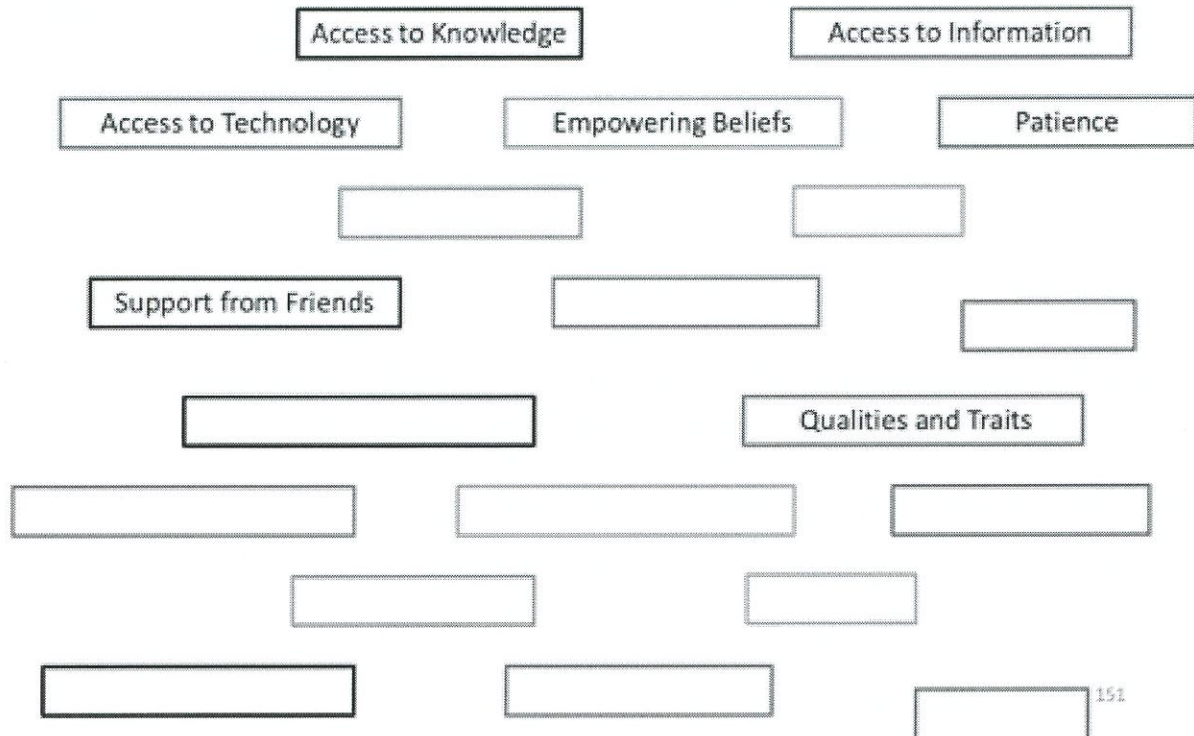 Access to Knowledge
Access to Information
Access to Technology
Empowering Beliefs
Patience
Support from Friends
Qualities and Traits
151